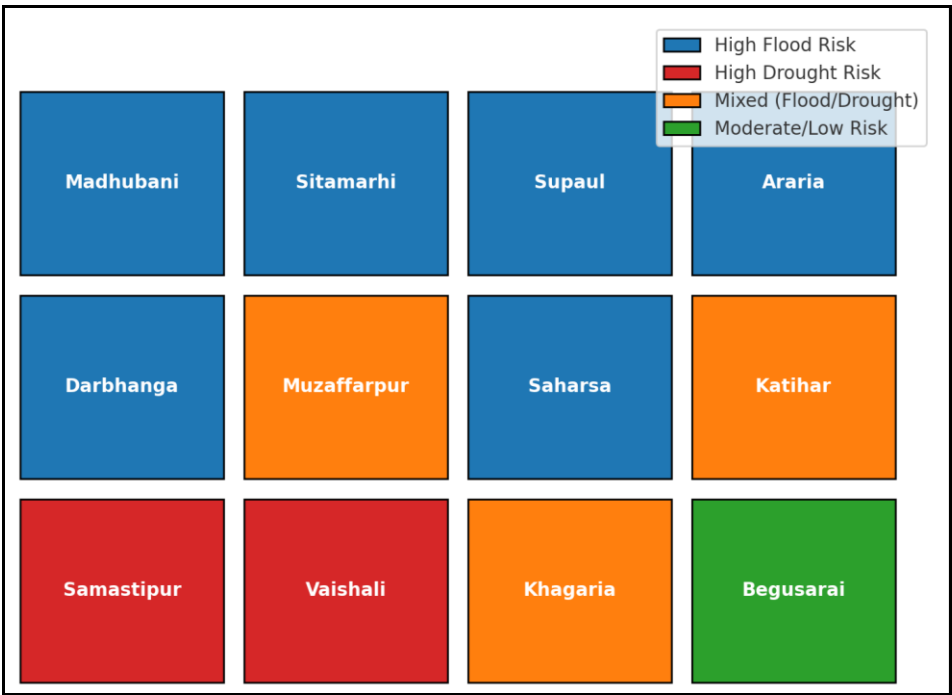 High Flood Risk
High Drought Risk
Mixed (Flood/Drought)
Moderate/Low Risk
Madhubani Sitamarhi Supaul Araria
Darbhanga Muzaffarpur Saharsa Katihar
Samastipur Vaishali Khagaria Begusarai